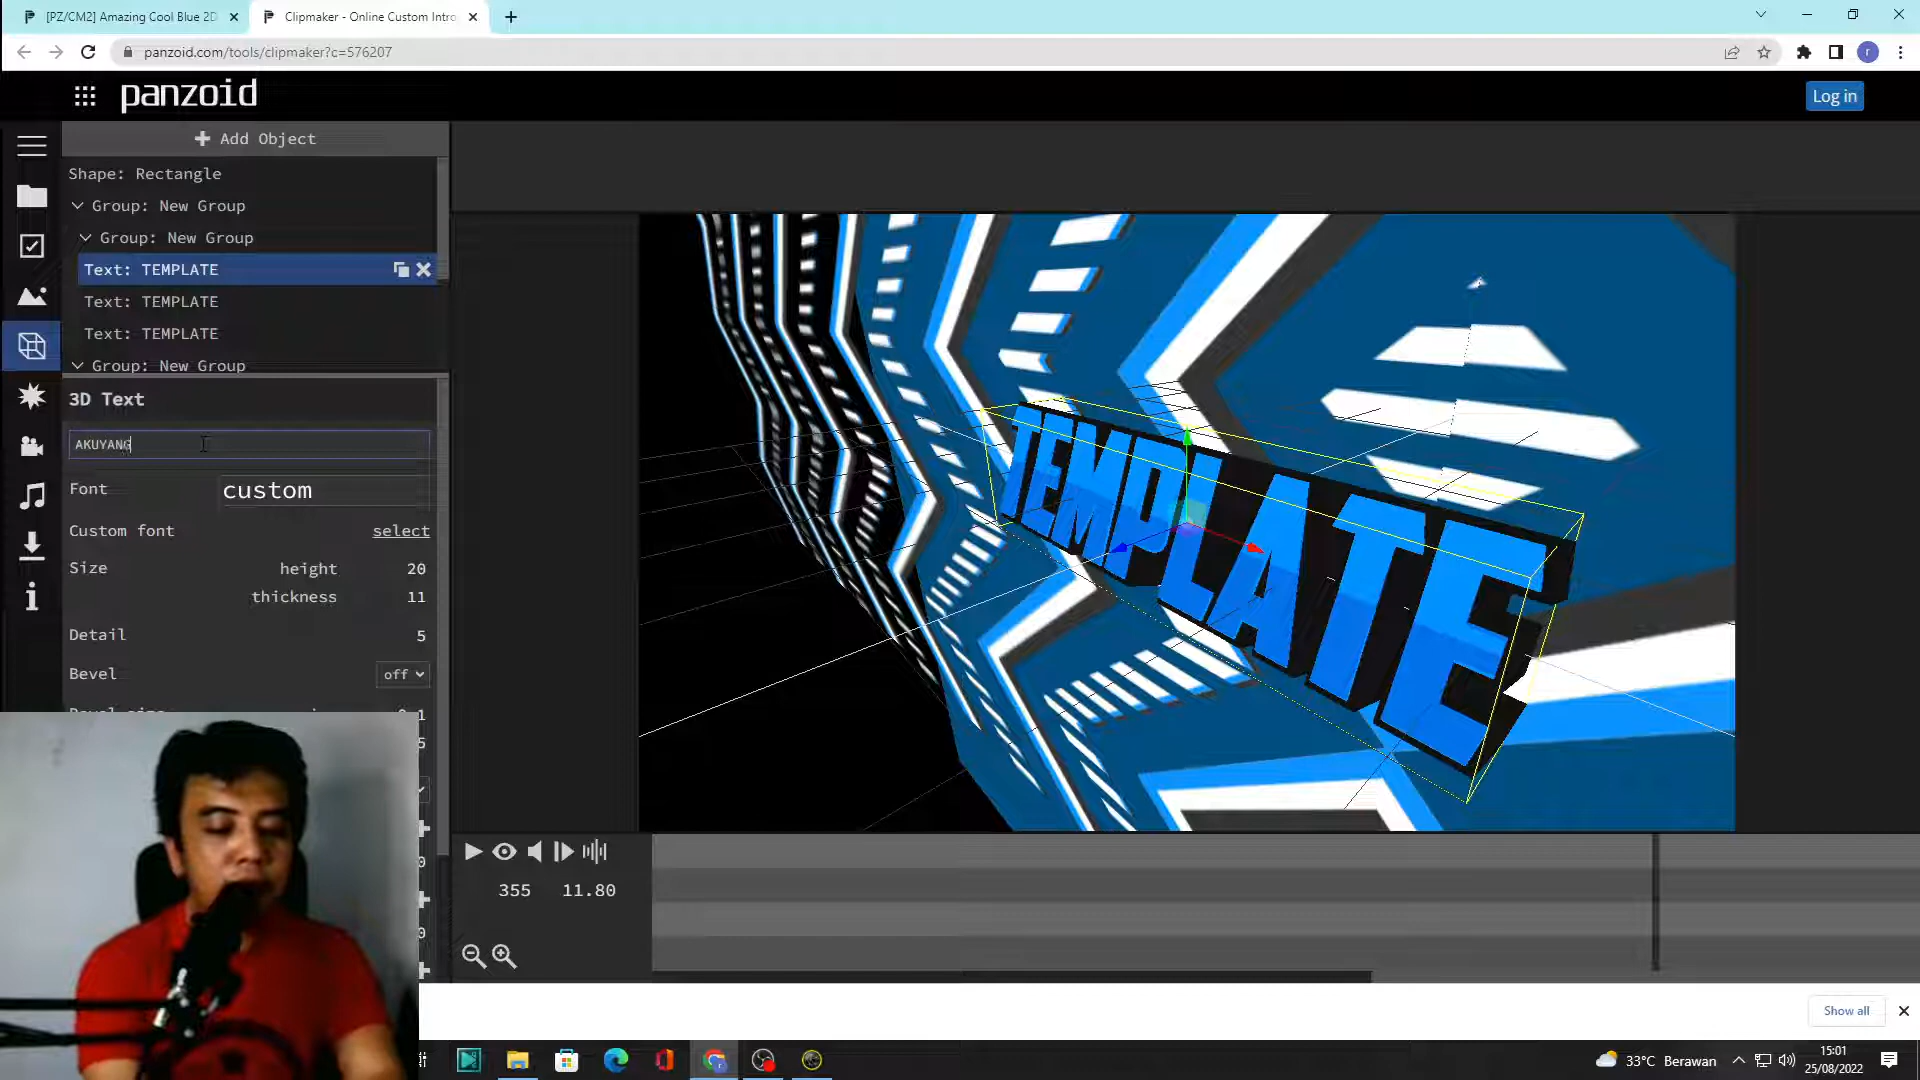 [PZ/CM2] Amazing Cool Blue 2D
Clipmaker - Online Custom Intro
panzoid.com/tools/clipmaker?c=576207
r
panzoid
Log in
Add Object
Shape: Rectangle
Group: New Group
Group: New Group
Text: TEMPLATE
Text: TEMPLATE
Text: TEMPLATE
Group: New Group
3D Text
AKUYANG
Font custom
Custom font select
Size height 20
thickness 11
Detail 5
Bevel off
TEMPLATE
355 11.80
Show all
33°C Berawan
15:01
25/08/2022